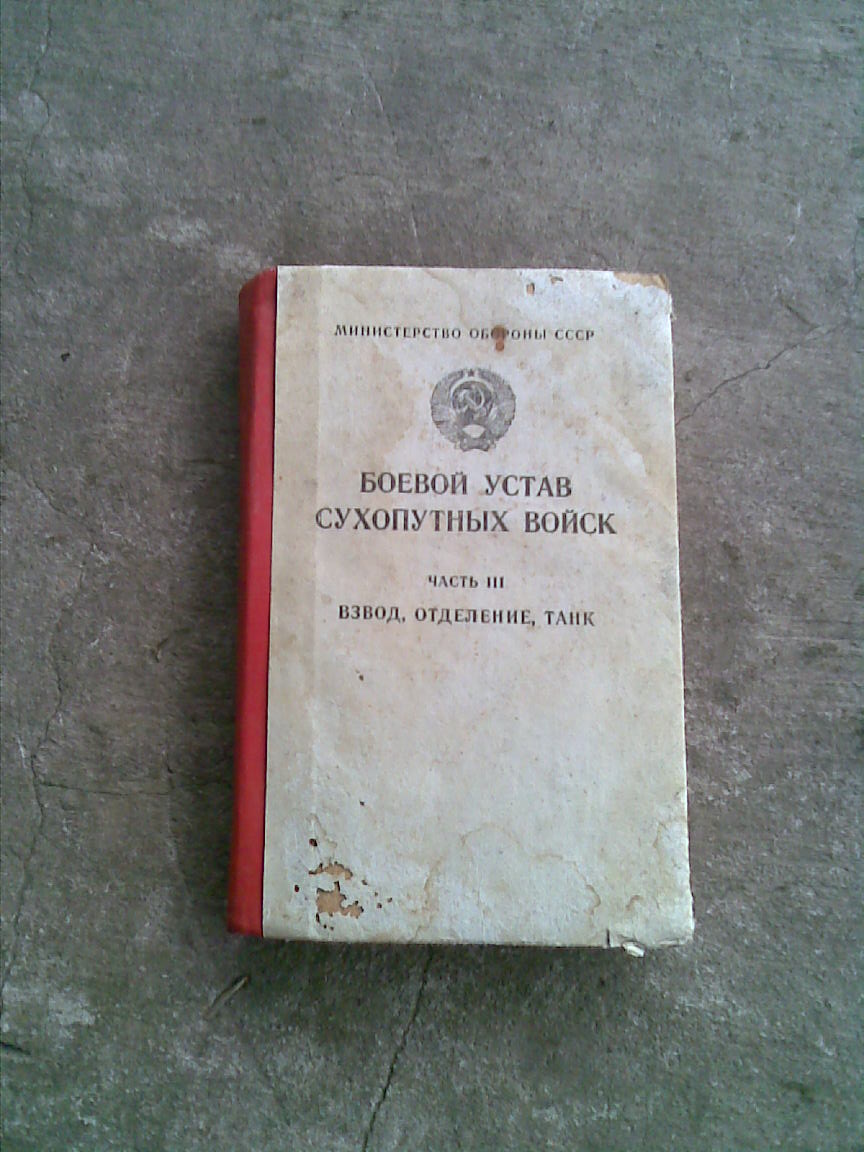 МИНИСТЕРСТВО ОБОРОНЫ СССР
БОЕВОЙ УСТАВ
СУХОПУТНЫХ ВОЙСК
ЧАСТЬ III
ВЗВОД, ОТДЕЛЕНИЕ, ТАНК